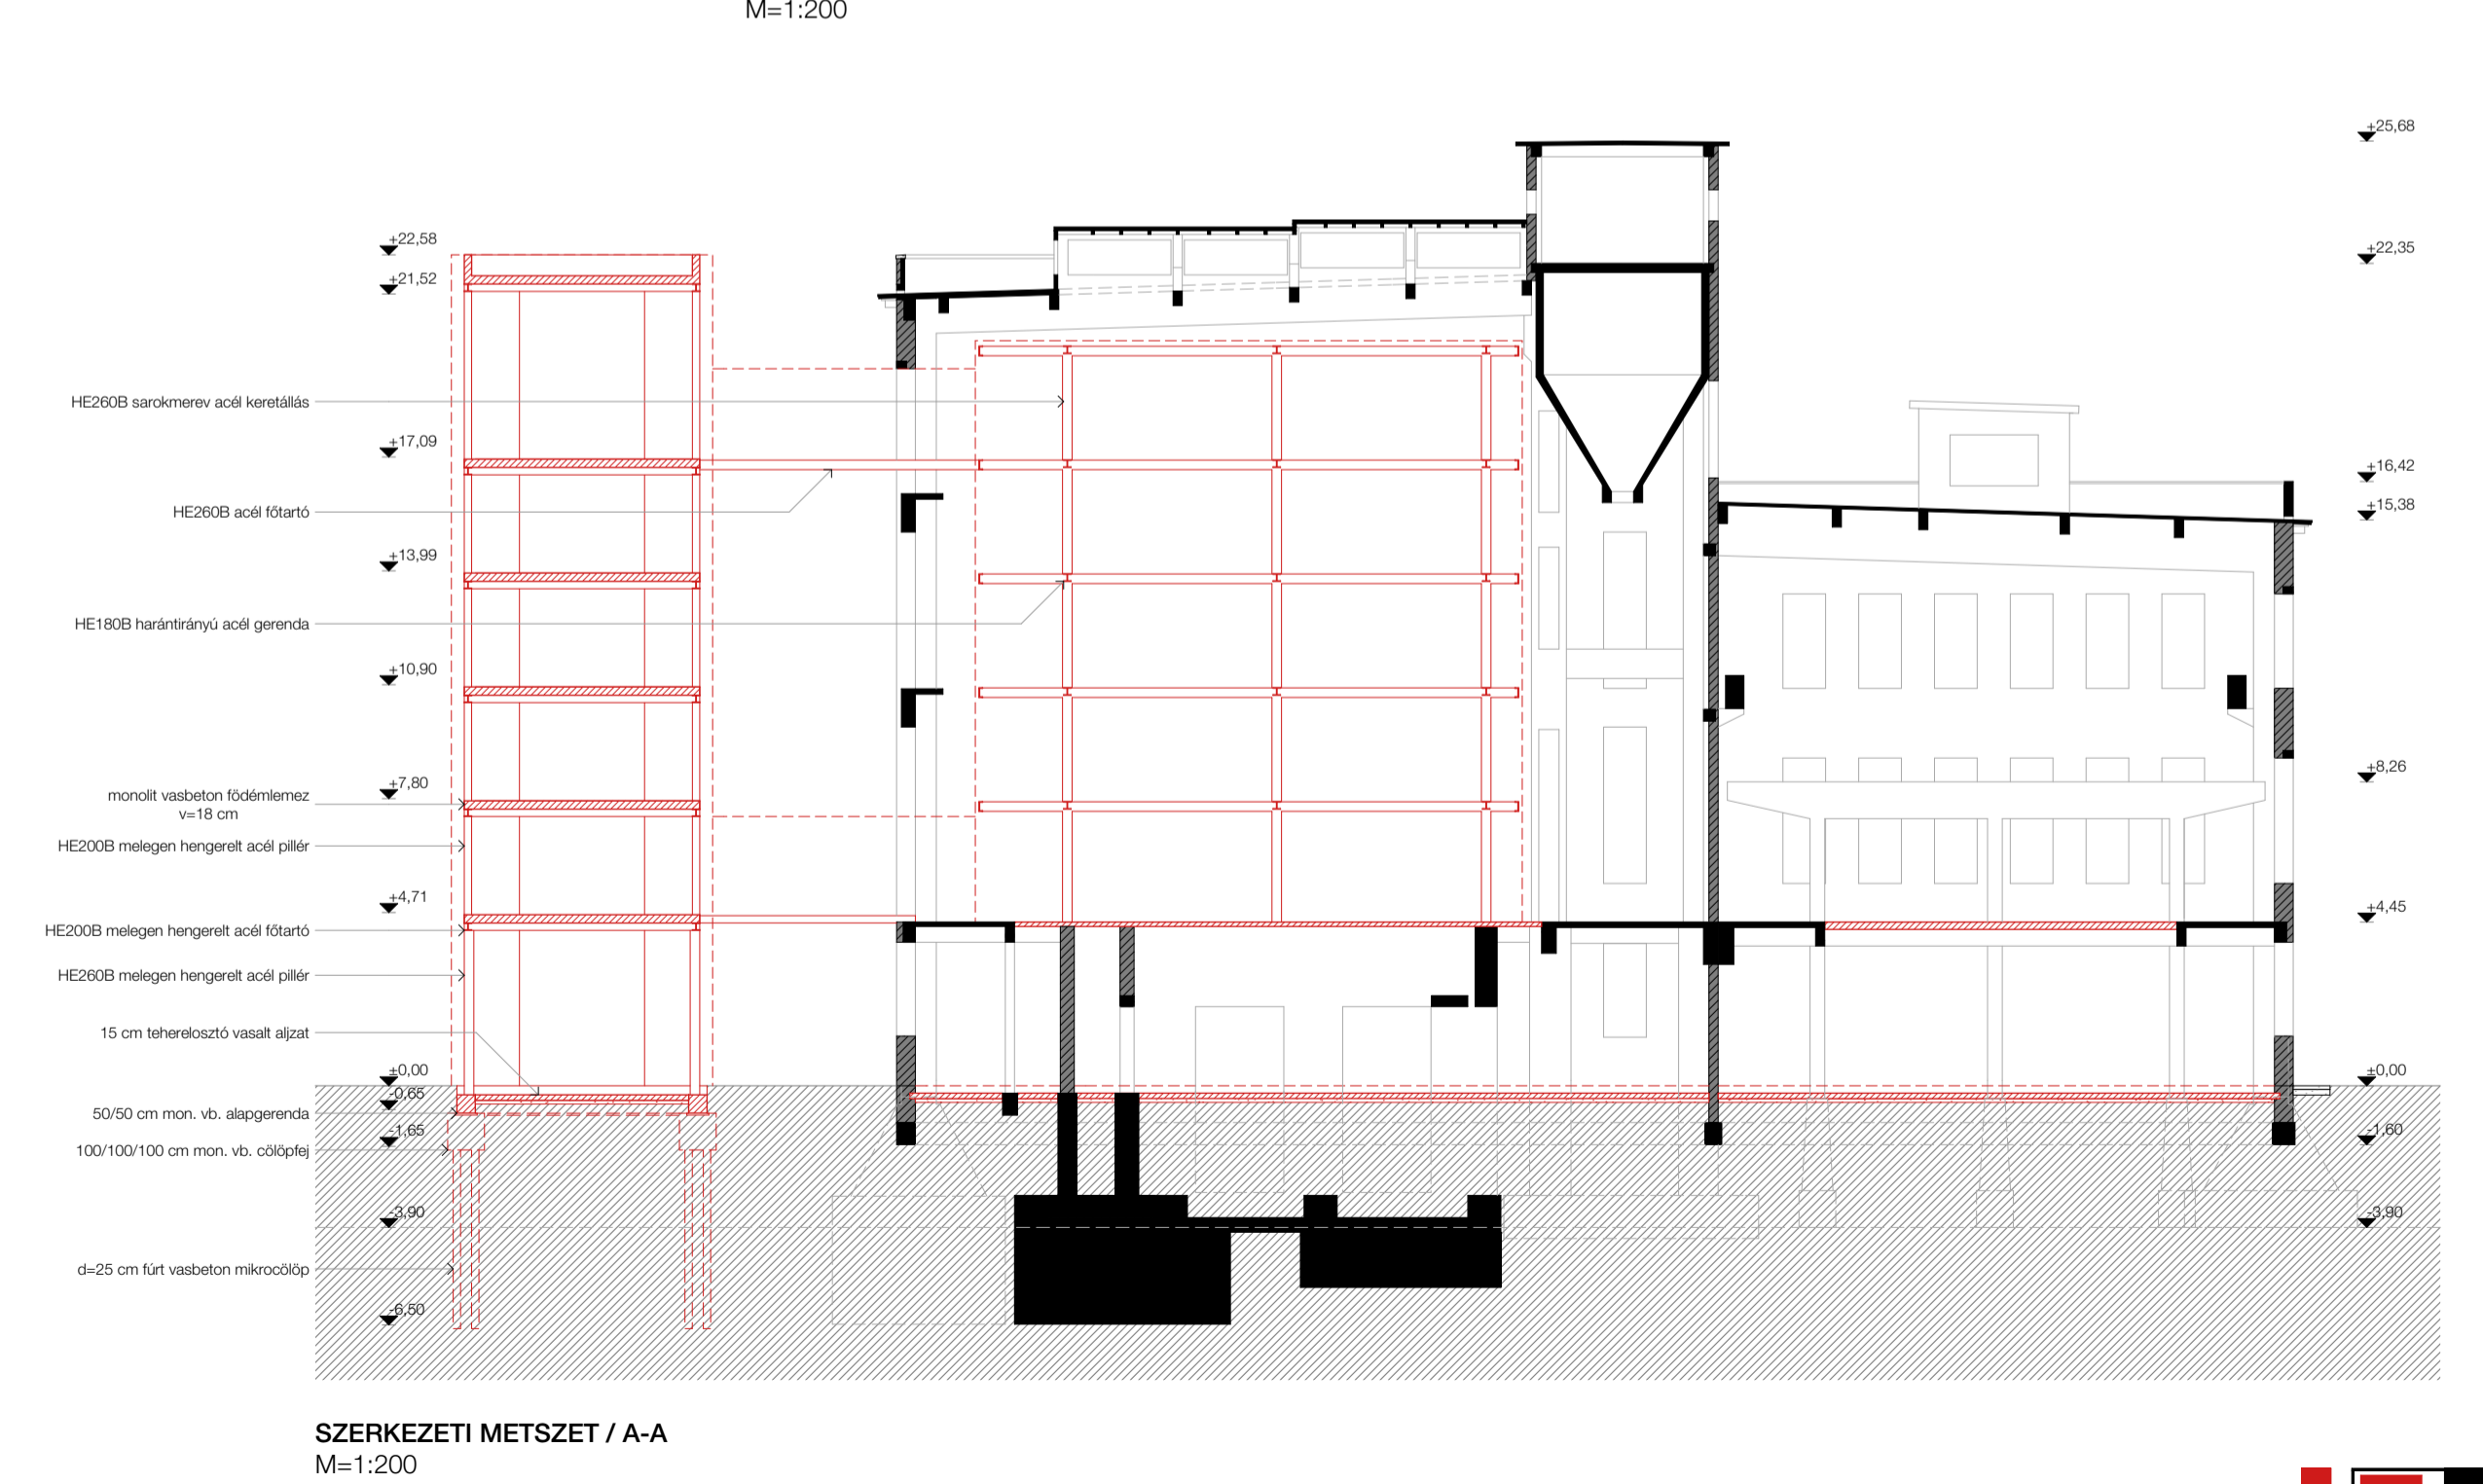 M=1:200
+25,68
+22,58
+22,35
+21,52
HE260B sarokmerev acél keretállás
+17,09
+16,42
+15,38
HE260B acél főtartó
+13,99
HE180B harántirányú acél gerenda
+10,90
+8,26
+7,80
monolit vasbeton födémlemez
v=18 cm
HE200B melegen hengerelt acél pillér
+4,71
+4,45
HE200B melegen hengerelt acél főtartó
HE260B melegen hengerelt acél pillér
15 cm teherelosztó vasalt aljzat
±0,00
±0,00
-0,65
50/50 cm mon. vb. alapgerenda
-1,65
-1,60
100/100/100 cm mon. vb. cölöpfej
-3,90
-3,90
d=25 cm fúrt vasbeton mikrocölöp
-6,50
SZERKEZETI METSZET / A-A
M=1:200